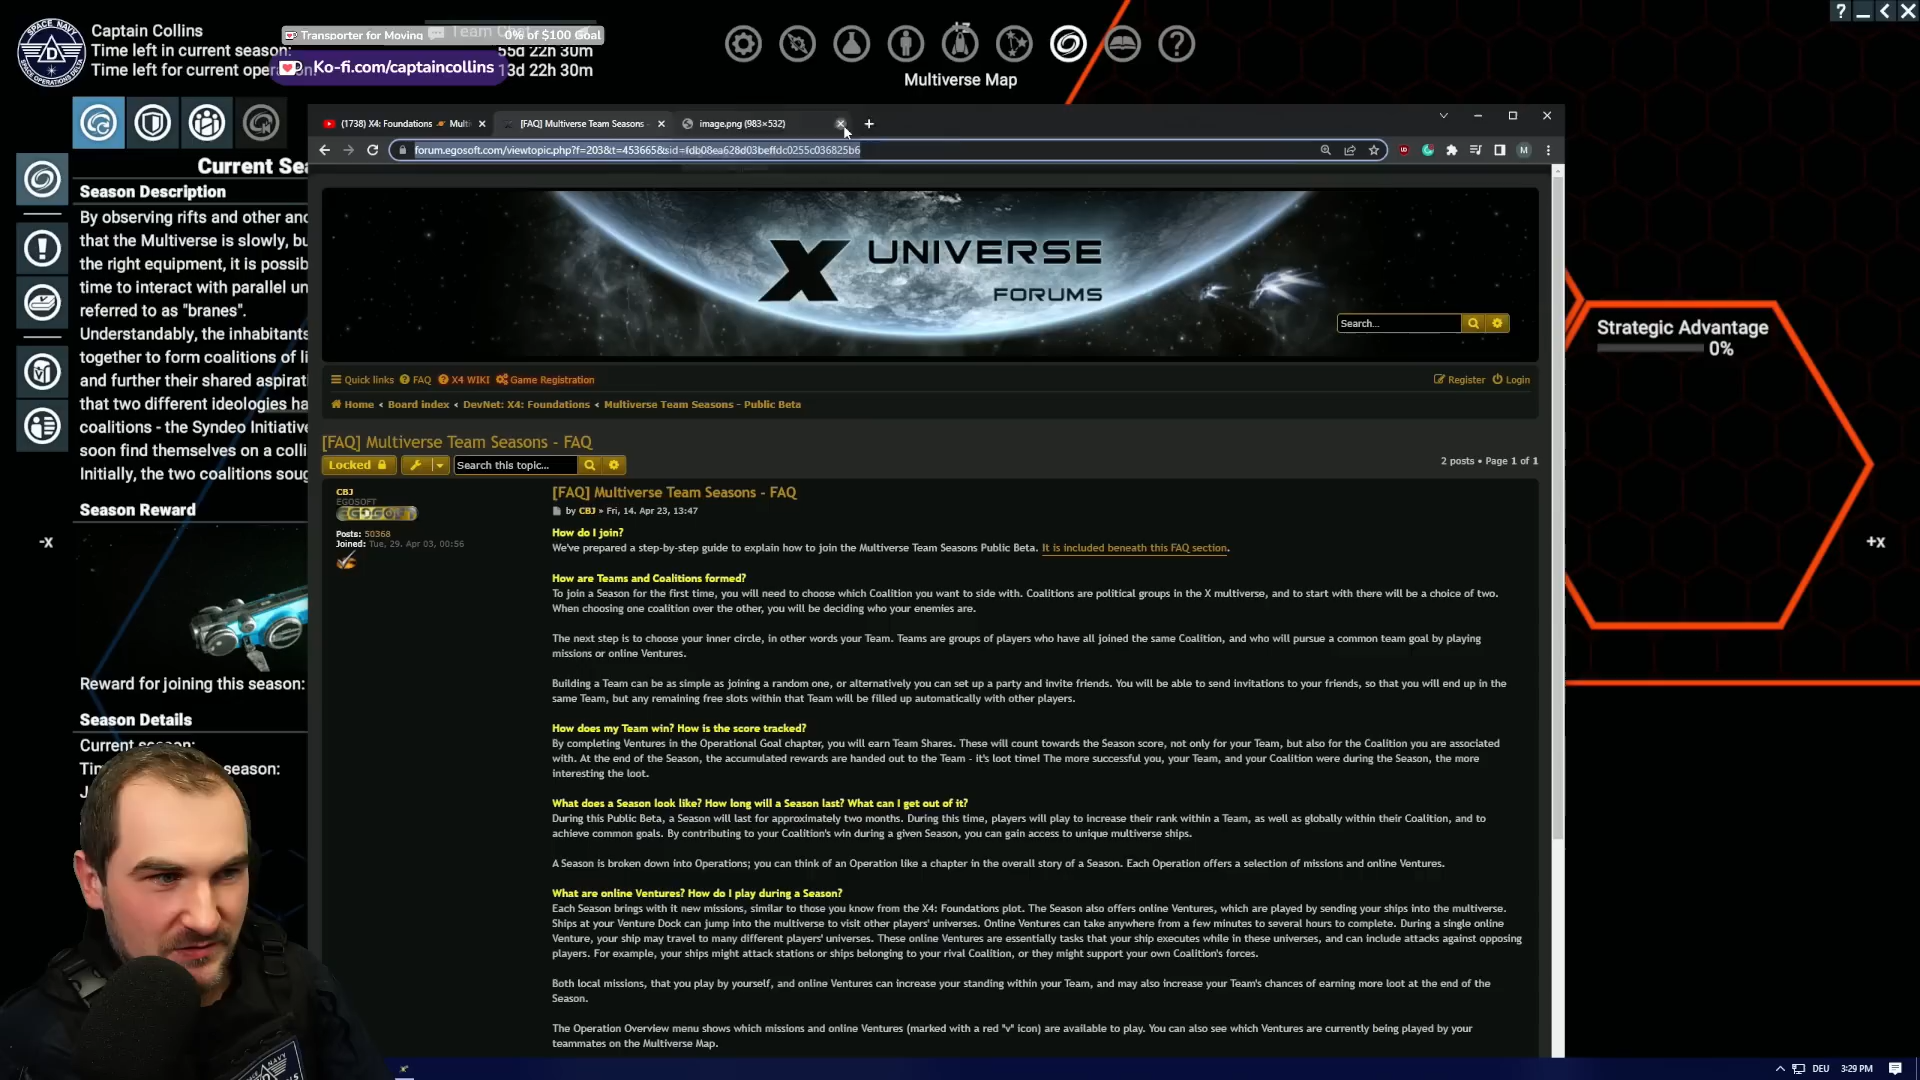 Captain Collins
Time left in current season:
55d 22h 30m
Time left for current oper
13d 22h 30m
Transporter for Moving
0% of $100 Goal
Team
Ko-fi.com/captaincollins
SPACE NAVY
D
Multiverse Map
Current Sea
Season Description
By observing rifts and other ano
that the Multiverse is slowly, bu
the right equipment, it is possib
time to interact with parallel un
referred to as "branes".
Understandably, the inhabitants
together to form coalitions of li
and further their shared aspirati
that two different ideologies ha
coalitions - the Syndeo Initiative
soon find themselves on a colli
Initially, the two coalitions soug
Season Reward
-X
Reward for joining this season:
Season Details
Current season:
season:
(1738) X4: Foundations
Mult
[FAQ] Multiverse Team Seasons -
image.png (983×532)
forum.egosoft.com/viewtopic.php?f=203&t=453665&sid=fdb08ea628d03beffdc0255c036825b6
M
X UNIVERSE
FORUMS
Search...
Quick links
FAQ
X4 WIKI
Game Registration
Register
Login
Home ‹ Board index ‹ DevNet: X4: Foundations ‹ Multiverse Team Seasons - Public Beta
[FAQ] Multiverse Team Seasons - FAQ
Locked
Search this topic...
2 posts • Page 1 of 1
CBJ
EGOSOFT
EGOSOFT
Posts: 50368
Joined: Tue, 29. Apr 03, 00:56
[FAQ] Multiverse Team Seasons - FAQ
by CBJ » Fri, 14. Apr 23, 13:47
How do I join?
We've prepared a step-by-step guide to explain how to join the Multiverse Team Seasons Public Beta. It is included beneath this FAQ section.
How are Teams and Coalitions formed?
To join a Season for the first time, you will need to choose which Coalition you want to side with. Coalitions are political groups in the X multiverse, and to start with there will be a choice of two.
When choosing one coalition over the other, you will be deciding who your enemies are.
The next step is to choose your inner circle, in other words your Team. Teams are groups of players who have all joined the same Coalition, and who will pursue a common team goal by playing
missions or online Ventures.
Building a Team can be as simple as joining a random one, or alternatively you can set up a party and invite friends. You will be able to send invitations to your friends, so that you will end up in the
same Team, but any remaining free slots within that Team will be filled up automatically with other players.
How does my Team win? How is the score tracked?
By completing Ventures in the Operational Goal chapter, you will earn Team Shares. These will count towards the Season score, not only for your Team, but also for the Coalition you are associated
with. At the end of the Season, the accumulated rewards are handed out to the Team - it's loot time! The more successful you, your Team, and your Coalition were during the Season, the more
interesting the loot.
What does a Season look like? How long will a Season last? What can I get out of it?
During this Public Beta, a Season will last for approximately two months. During this time, players will play to increase their rank within a Team, as well as globally within their Coalition, and to
achieve common goals. By contributing to your Coalition's win during a given Season, you can gain access to unique multiverse ships.
A Season is broken down into Operations; you can think of an Operation like a chapter in the overall story of a Season. Each Operation offers a selection of missions and online Ventures.
What are online Ventures? How do I play during a Season?
Each Season brings with it new missions, similar to those you know from the X4: Foundations plot. The Season also offers online Ventures, which are played by sending your ships into the multiverse.
Ships at your Venture Dock can jump into the multiverse to visit other players' universes. Online Ventures can take anywhere from a few minutes to several hours to complete. During a single online
Venture, your ship may travel to many different players' universes. These online Ventures are essentially tasks that your ship executes while in these universes, and can include attacks against opposing
players. For example, your ships might attack stations or ships belonging to your rival Coalition, or they might support your own Coalition's forces.
Both local missions, that you play by yourself, and online Ventures can increase your standing within your Team, and may also increase your Team's chances of earning more loot at the end of the
Season.
The Operation Overview menu shows which missions and online Ventures (marked with a red "v" icon) are available to play. You can also see which Ventures are currently being played by your
teammates on the Multiverse Map.
Strategic Advantage
0%
+X
DEU
3:29 PM